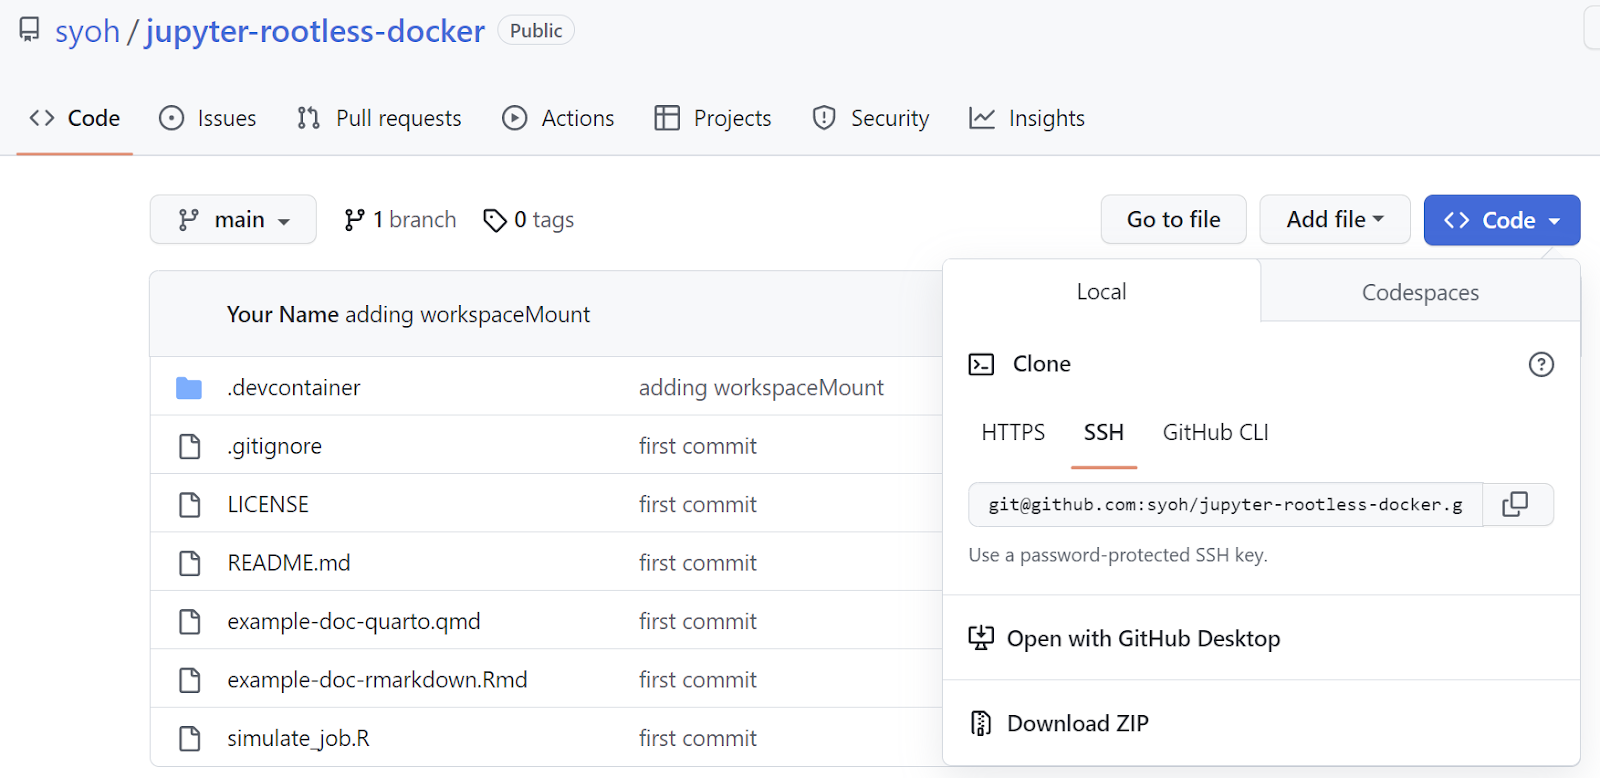 syoh / jupyter-rootless-docker Public
Code Issues Pull requests Actions Projects Security Insights
main 1 branch 0 tags Go to file Add file Code
Your Name adding workspaceMount
.devcontainer adding workspaceMount
.gitignore first commit
LICENSE first commit
README.md first commit
example-doc-quarto.qmd first commit
example-doc-rmarkdown.Rmd first commit
simulate_job.R first commit
Local Codespaces
Clone
HTTPS SSH GitHub CLI
git@github.com:syoh/jupyter-rootless-docker.g
Use a password-protected SSH key.
Open with GitHub Desktop
Download ZIP